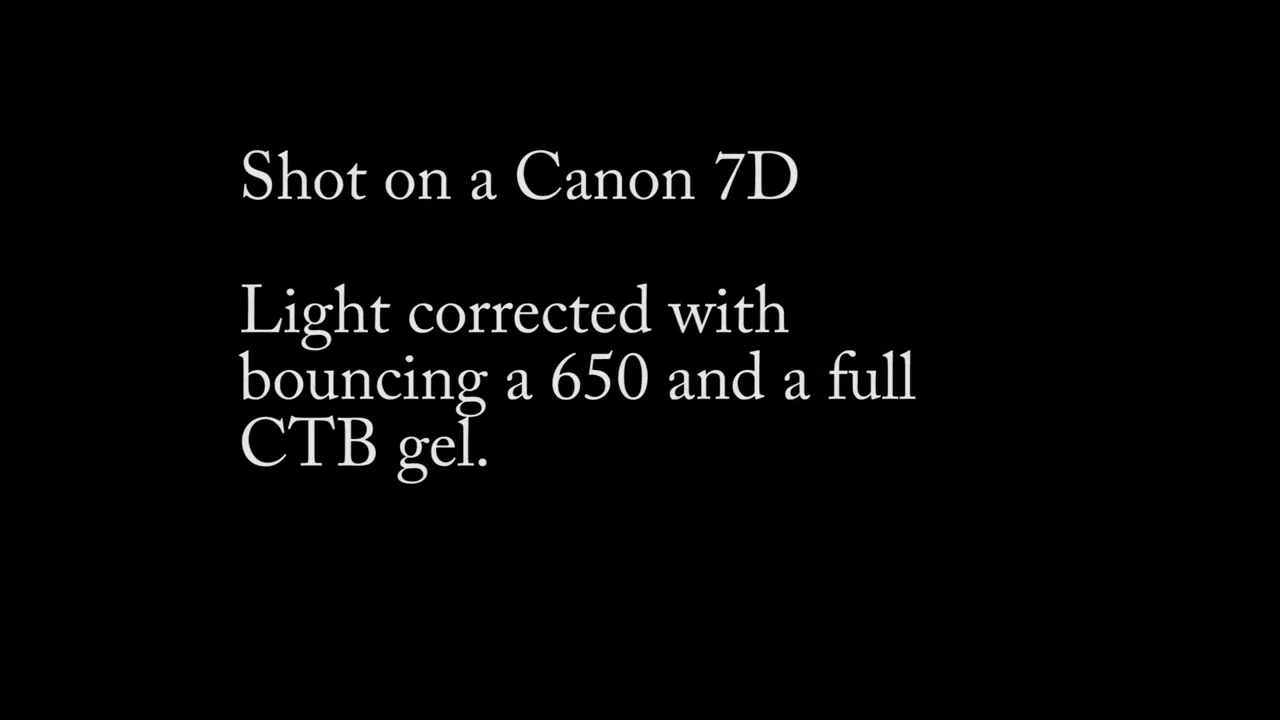 Shot on a Canon 7D
Light corrected with
bouncing a 650 and a full
CTB gel.